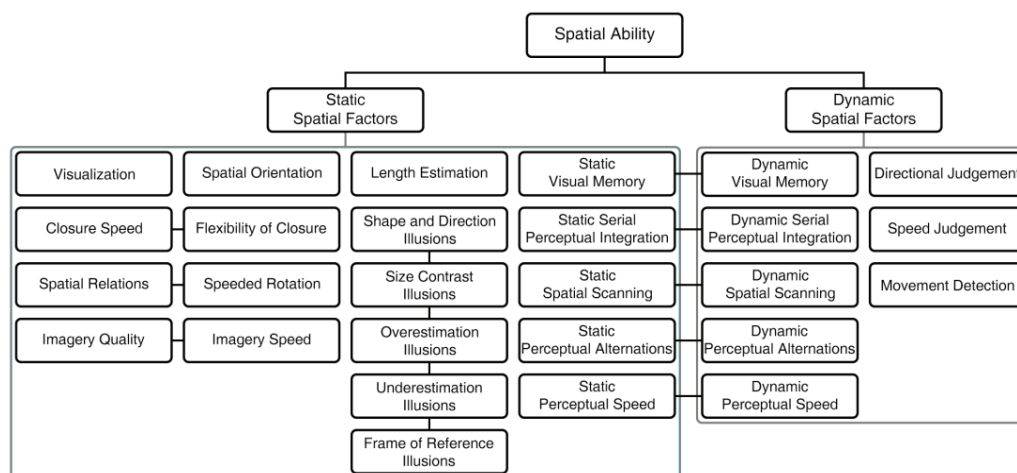 Spatial Ability
Static
Spatial Factors
Dynamic
Spatial Factors
Visualization
Spatial Orientation
Length Estimation
Static
Visual Memory
Dynamic
Visual Memory
Directional Judgement
Closure Speed
Flexibility of Closure
Shape and Direction
Illusions
Static Serial
Perceptual Integration
Dynamic Serial
Perceptual Integration
Speed Judgement
Spatial Relations
Speeded Rotation
Size Contrast
Illusions
Static
Spatial Scanning
Dynamic
Spatial Scanning
Movement Detection
Imagery Quality
Imagery Speed
Overestimation
Illusions
Static
Perceptual Alternations
Dynamic
Perceptual Alternations
Underestimation
Illusions
Static
Perceptual Speed
Dynamic
Perceptual Speed
Frame of Reference
Illusions